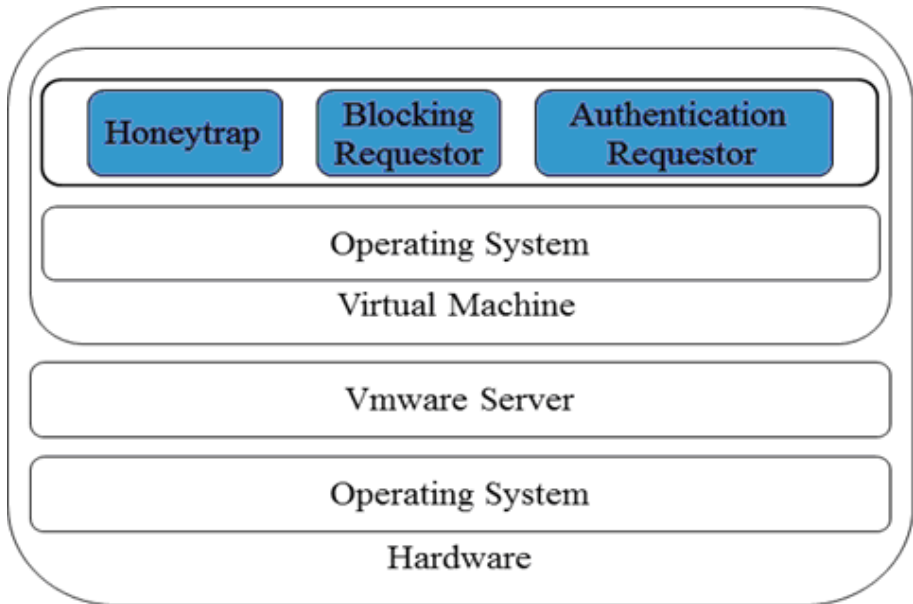 Honeytrap
Blocking
Requestor
Authentication
Requestor
Operating System
Virtual Machine
Vmware Server
Operating System
Hardware